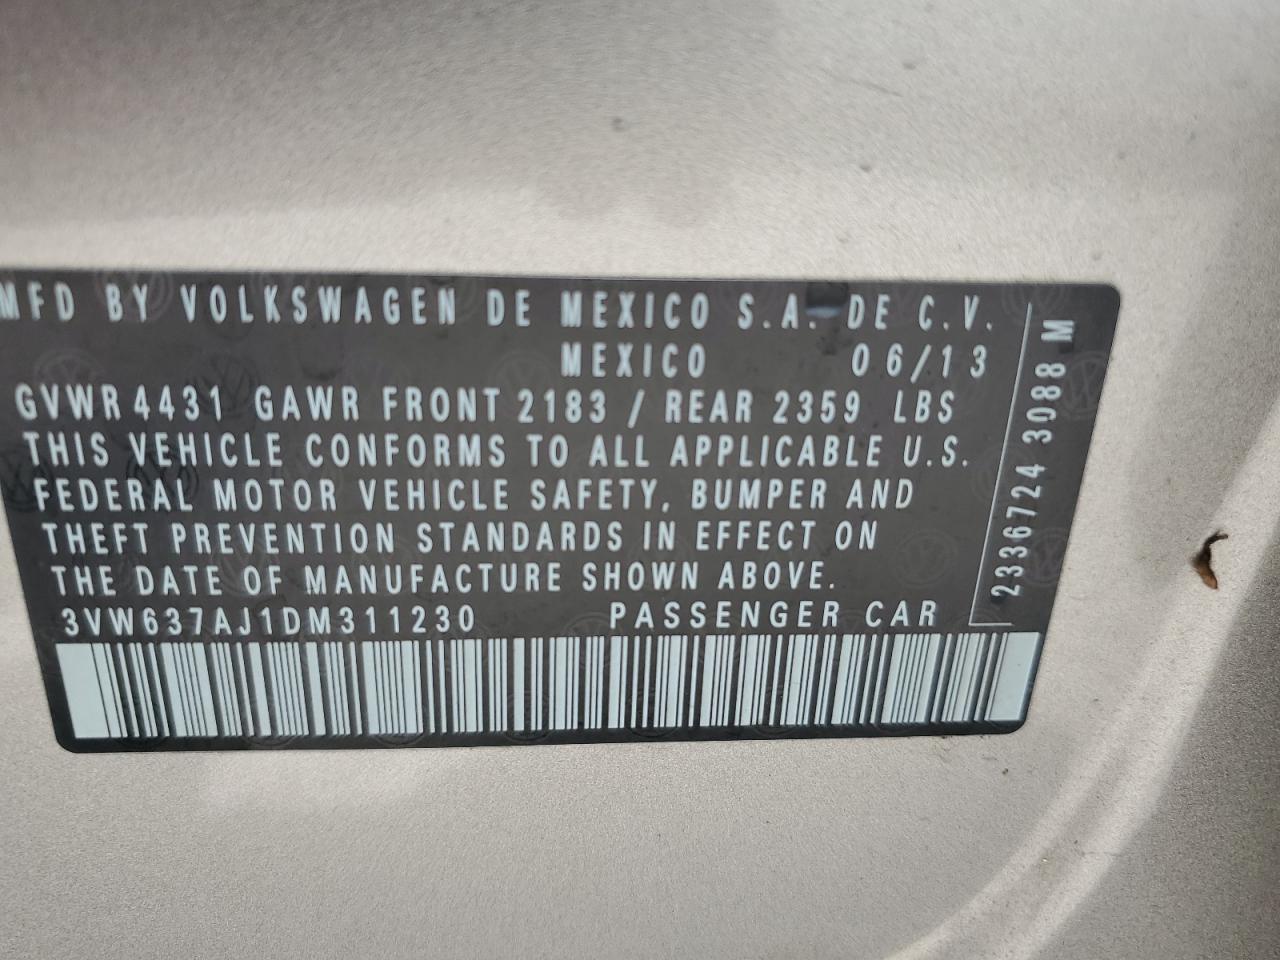 MFD BY VOLKSWAGEN DE MEXICO S.A. DE C.V.
MEXICO 06/13
GVWR 4431 GAWR FRONT 2183 / REAR 2359 LBS
THIS VEHICLE CONFORMS TO ALL APPLICABLE U.S.
FEDERAL MOTOR VEHICLE SAFETY, BUMPER AND
THEFT PREVENTION STANDARDS IN EFFECT ON
THE DATE OF MANUFACTURE SHOWN ABOVE.
3VW637AJ1DM311230 PASSENGER CAR
2336724 3088 M